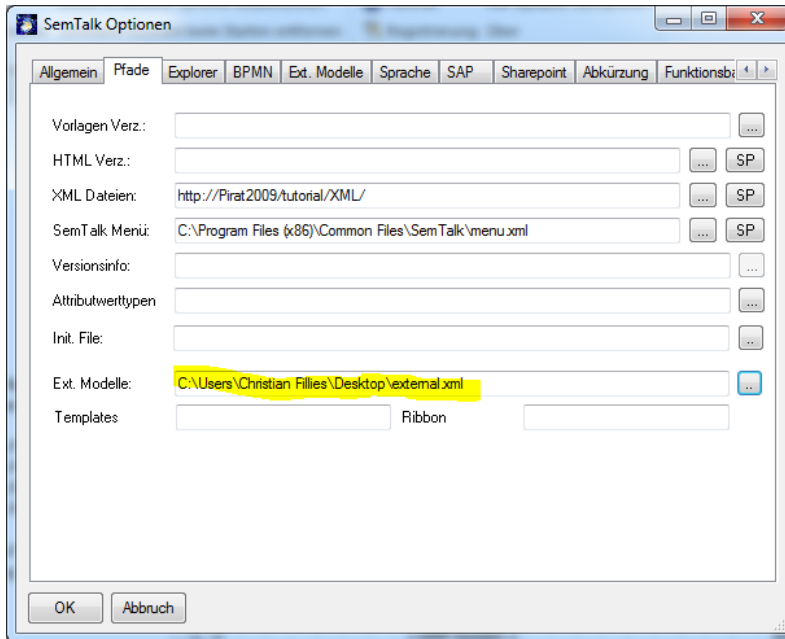 SemTalk Optionen
Allgemein Pfade Explorer BPMN Ext. Modelle Sprache SAP Sharepoint Abkürzung Funktionsba
Vorlagen Verz.: ...
HTML Verz.: ... SP
XML Dateien: http://Pirat2009/tutorial/XML/ ... SP
SemTalk Menü: C:\Program Files (x86)\Common Files\SemTalk\menu.xml ... SP
Versionsinfo: ...
Attributwerttypen ...
Init. File: ..
Ext. Modelle: C:\Users\Christian Fillies\Desktop\external.xml ..
Templates Ribbon
OK Abbruch